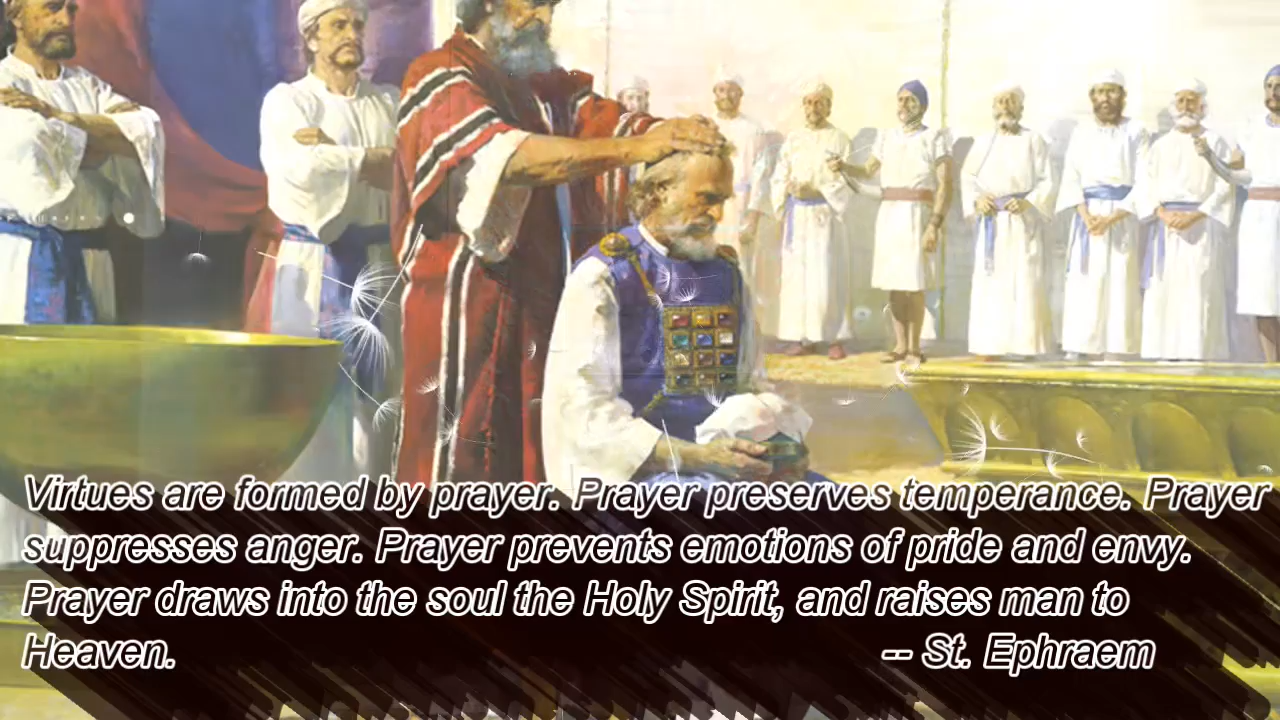 Virtues are formed by prayer. Prayer preserves temperance. Prayer
suppresses anger. Prayer prevents emotions of pride and envy.
Prayer draws into the soul the Holy Spirit, and raises man to
Heaven. -- St. Ephraem